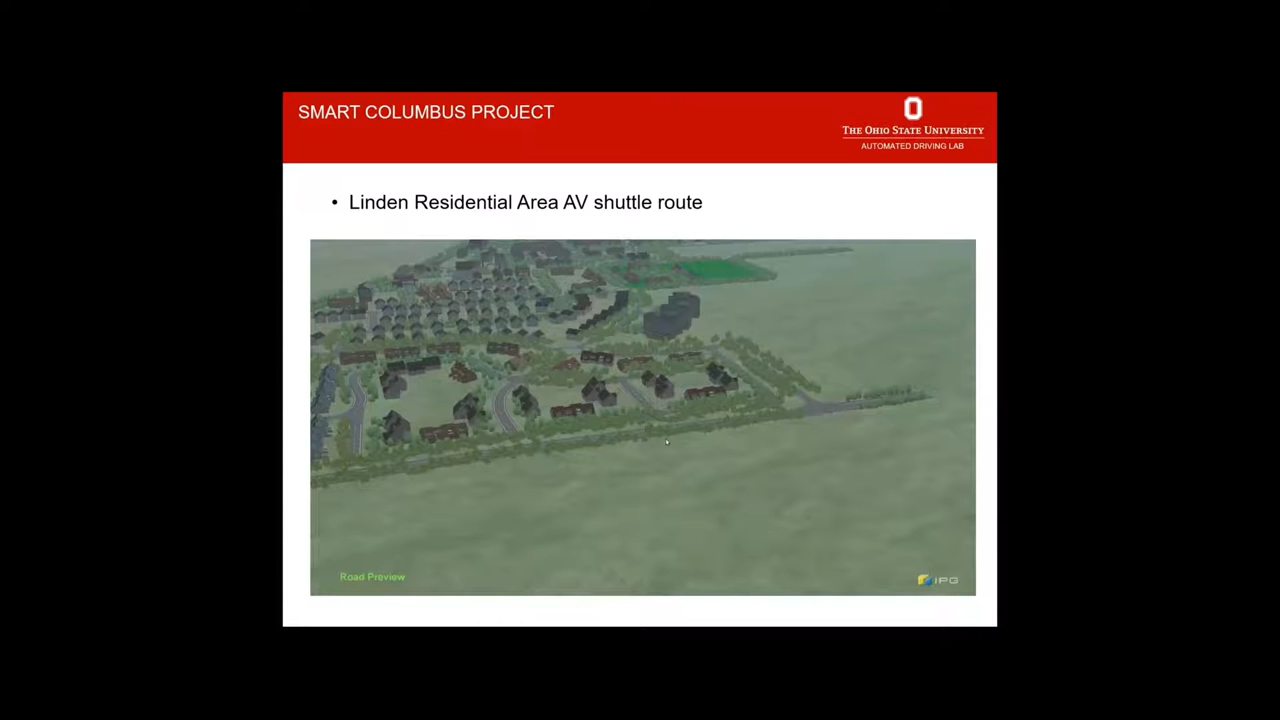 SMART COLUMBUS PROJECT
THE OHIO STATE UNIVERSITY
AUTOMATED DRIVING LAB
• Linden Residential Area AV shuttle route
Road Preview
IPG